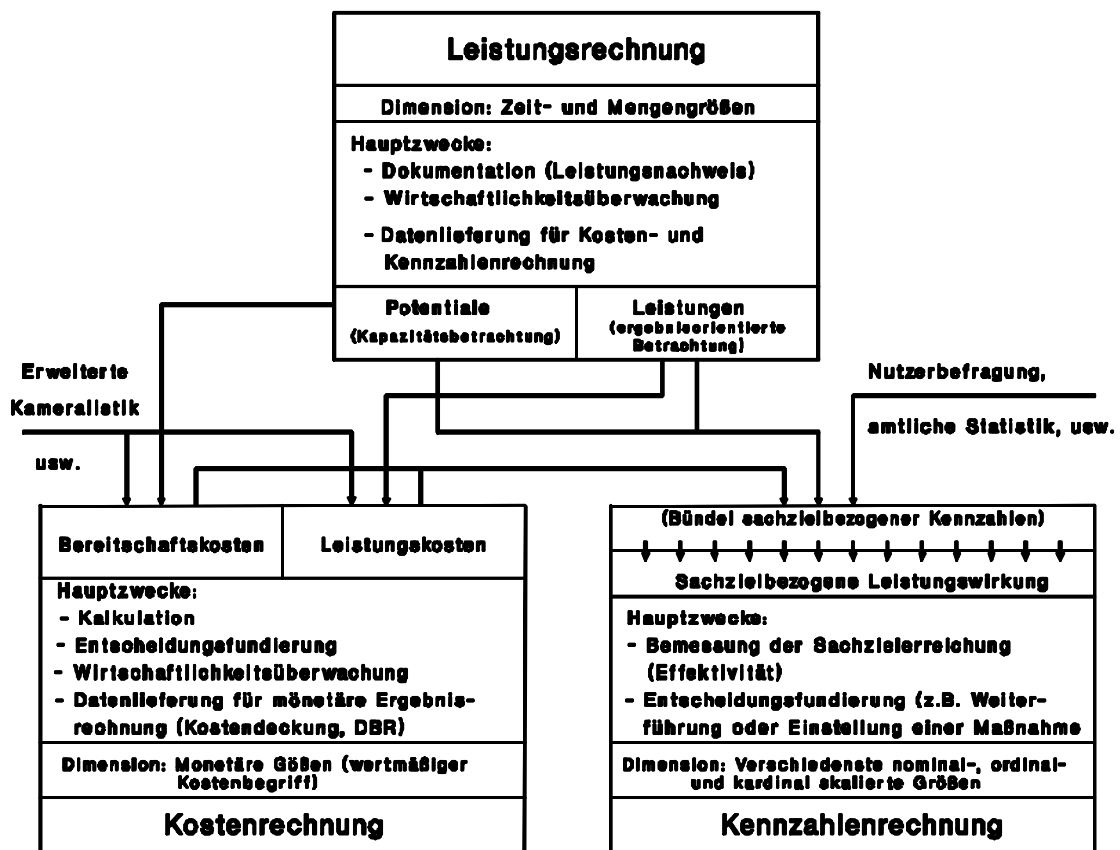 Leistungsrechnung
Dimension: Zeit- und Mengengrößen
Hauptzwecke:
- Dokumentation (Leistungsnachweis)
- Wirtschaftlichkeitsüberwachung
- Datenlieferung für Kosten- und
Kennzahlenrechnung
Potentiale
(Kapazitätsbetrachtung)
Leistungen
(ergebnisorientierte
Betrachtung)
Erweiterte
Kameralistik
usw.
Nutzerbefragung,
amtliche Statistik, usw.
Bereitschaftskosten
Leistungskosten
Hauptzwecke:
- Kalkulation
- Entscheidungsfundierung
- Wirtschaftlichkeitsüberwachung
- Datenlieferung für mönetäre Ergebnis-
rechnung (Kostendeckung, DBR)
Dimension: Monetäre Gößen (wertmäßiger
Kostenbegriff)
Kostenrechnung
(Bündel sachzielbezogener Kennzahlen)
Sachzielbezogene Leistungswirkung
Hauptzwecke:
- Bemessung der Sachzielerreichung
(Effektivität)
- Entscheidungsfundierung (z.B. Weiter-
führung oder Einstellung einer Maßnahme
Dimension: Verschiedenste nominal-, ordinal-
und kardinal skalierte Größen
Kennzahlenrechnung